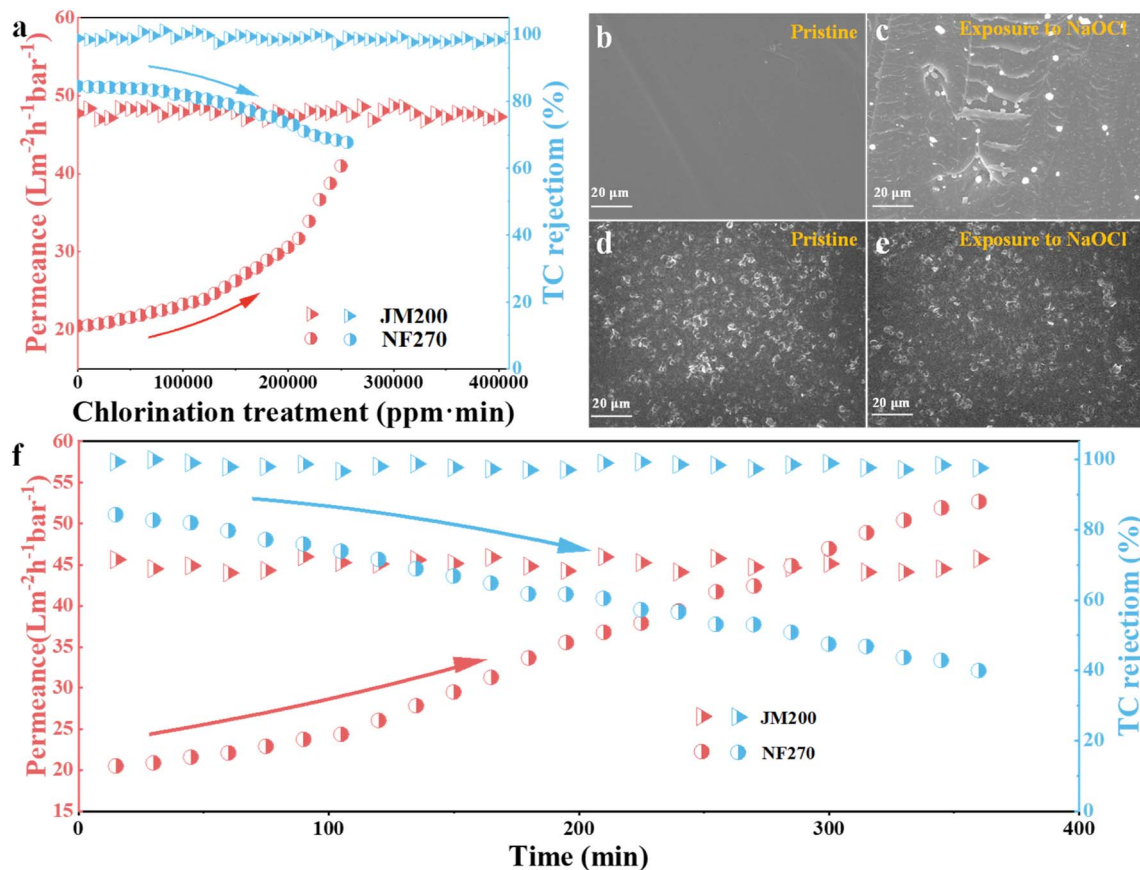 a
60
50
40
30
20
Permeance (Lm-2h-1bar-1)
100
80
60
40
20
0
TC rejectiom (%)
JM200
NF270
0
100000
200000
300000
400000
Chlorination treatment (ppm·min)
b
Pristine
20 μm
c
Exposure to NaOCl
20 μm
d
Pristine
20 μm
e
Exposure to NaOCl
20 μm
f
60
55
50
45
40
35
30
25
20
15
Permeance(Lm-2h-1bar-1)
100
80
60
40
20
0
TC rejectiom (%)
JM200
NF270
0
100
200
300
400
Time (min)